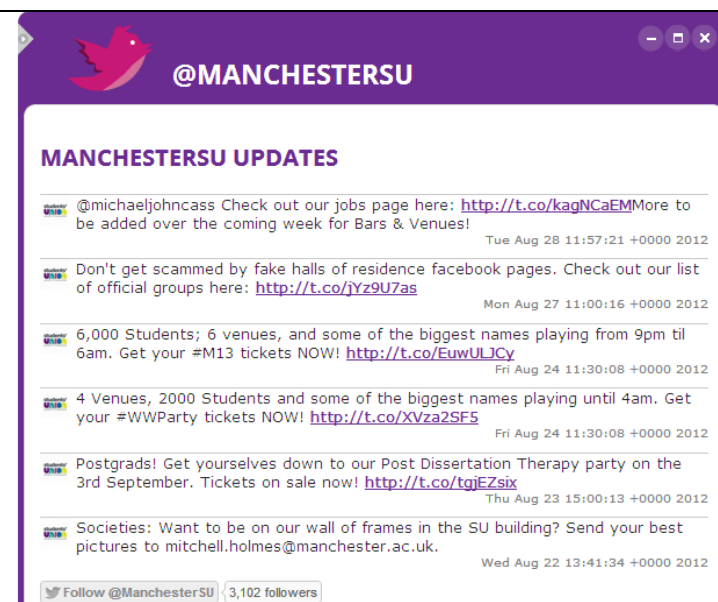 @MANCHESTERSU
MANCHESTERSU UPDATES
@michaeljohncass Check out our jobs page here: http://t.co/kagNCaEMMore to
be added over the coming week for Bars & Venues!
Tue Aug 28 11:57:21 +0000 2012
Don't get scammed by fake halls of residence facebook pages. Check out our list
of official groups here: http://t.co/jYz9U7as
Mon Aug 27 11:00:16 +0000 2012
6,000 Students; 6 venues, and some of the biggest names playing from 9pm til
6am. Get your #M13 tickets NOW! http://t.co/EuwULJCy
Fri Aug 24 11:30:08 +0000 2012
4 Venues, 2000 Students and some of the biggest names playing until 4am. Get
your #WWParty tickets NOW! http://t.co/XVza2SF5
Fri Aug 24 11:30:08 +0000 2012
Postgrads! Get yourselves down to our Post Dissertation Therapy party on the
3rd September. Tickets on sale now! http://t.co/tgjEZsix
Thu Aug 23 15:00:13 +0000 2012
Societies: Want to be on our wall of frames in the SU building? Send your best
pictures to mitchell.holmes@manchester.ac.uk.
Wed Aug 22 13:41:34 +0000 2012
Follow @ManchesterSU 3,102 followers